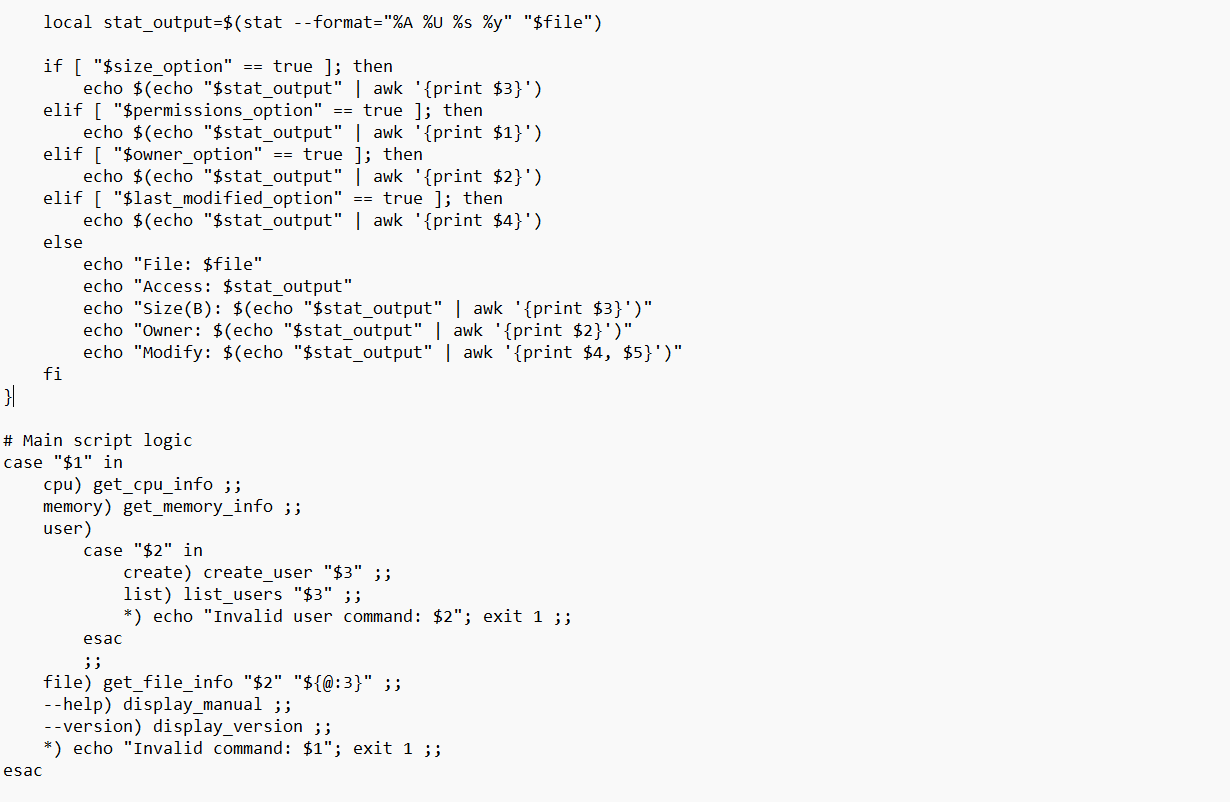 local stat_output=$(stat --format="%A %U %s %y" "$file")

    if [ "$size_option" == true ]; then
        echo $(echo "$stat_output" | awk '{print $3}')
    elif [ "$permissions_option" == true ]; then
        echo $(echo "$stat_output" | awk '{print $1}')
    elif [ "$owner_option" == true ]; then
        echo $(echo "$stat_output" | awk '{print $2}')
    elif [ "$last_modified_option" == true ]; then
        echo $(echo "$stat_output" | awk '{print $4}')
    else
        echo "File: $file"
        echo "Access: $stat_output"
        echo "Size(B): $(echo "$stat_output" | awk '{print $3}')"
        echo "Owner: $(echo "$stat_output" | awk '{print $2}')"
        echo "Modify: $(echo "$stat_output" | awk '{print $4, $5}')"
    fi
}

# Main script logic
case "$1" in
    cpu) get_cpu_info ;;
    memory) get_memory_info ;;
    user)
        case "$2" in
            create) create_user "$3" ;;
            list) list_users "$3" ;;
            *) echo "Invalid user command: $2"; exit 1 ;;
        esac
        ;;
    file) get_file_info "$2" "${@:3}" ;;
    --help) display_manual ;;
    --version) display_version ;;
    *) echo "Invalid command: $1"; exit 1 ;;
esac